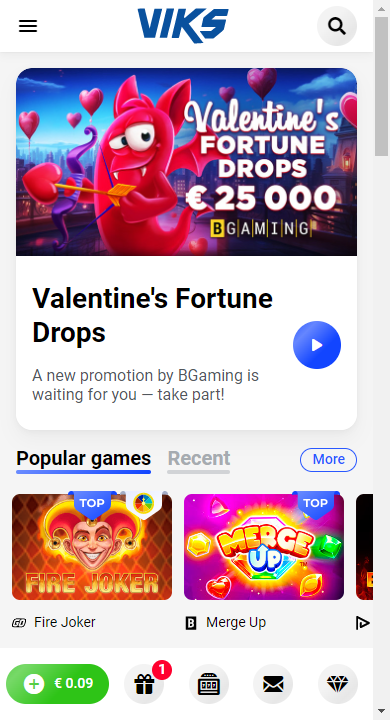 VIKS
Valentine's
FORTUNE
DROPS
€ 25 000
BGAMING
Valentine's Fortune
Drops
A new promotion by BGaming is
waiting for you — take part!
Popular games
Recent
More
TOP
TOP
FIRE JOKER
MERGE
UP
TM
Fire Joker
Merge Up
€ 0.09
1